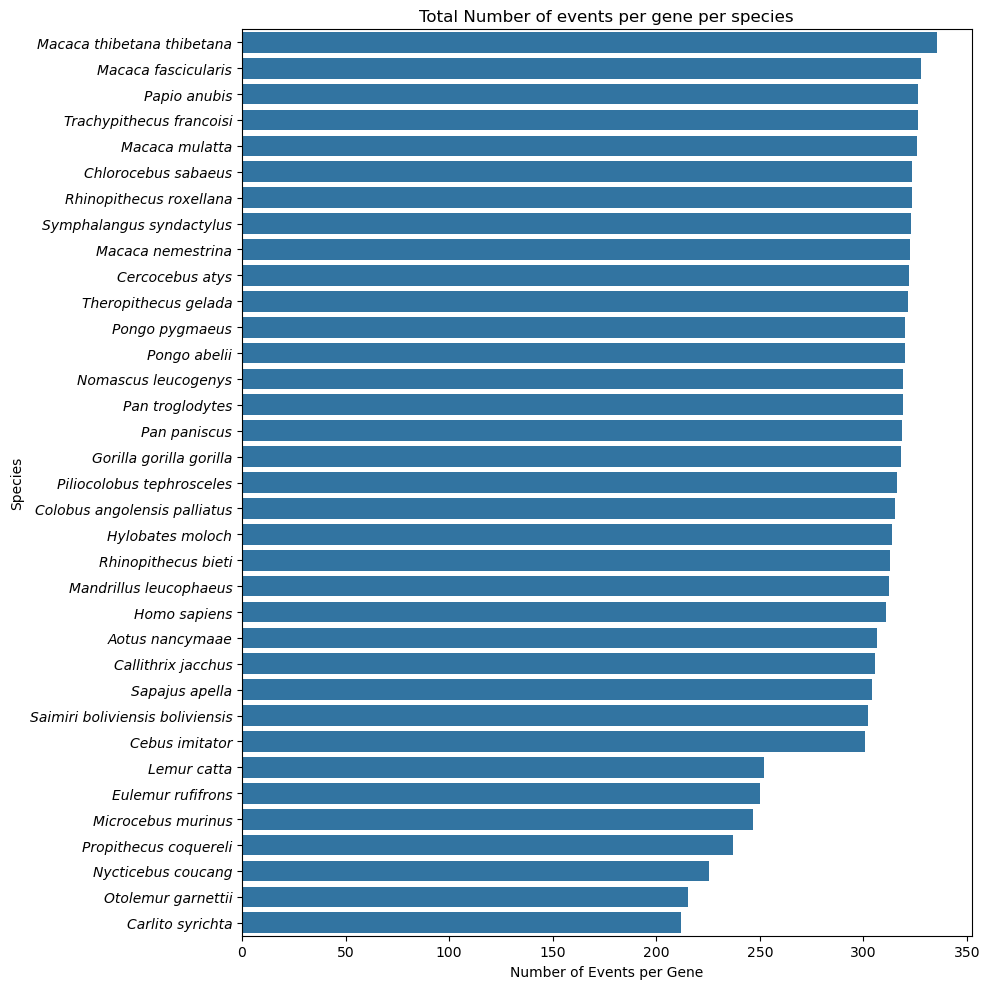 Total Number of events per gene per species
Macaca thibetana thibetana
Macaca fascicularis
Papio anubis
Trachypithecus francoisi
Macaca mulatta
Chlorocebus sabaeus
Rhinopithecus roxellana
Symphalangus syndactylus
Macaca nemestrina
Cercocebus atys
Theropithecus gelada
Pongo pygmaeus
Pongo abelii
Nomascus leucogenys
Pan troglodytes
Pan paniscus
Gorilla gorilla gorilla
Piliocolobus tephrosceles
Colobus angolensis palliatus
Hylobates moloch
Rhinopithecus bieti
Mandrillus leucophaeus
Homo sapiens
Aotus nancymaae
Callithrix jacchus
Sapajus apella
Saimiri boliviensis boliviensis
Cebus imitator
Lemur catta
Eulemur rufifrons
Microcebus murinus
Propithecus coquereli
Nycticebus coucang
Otolemur garnettii
Carlito syrichta
Species
0 50 100 150 200 250 300 350
Number of Events per Gene